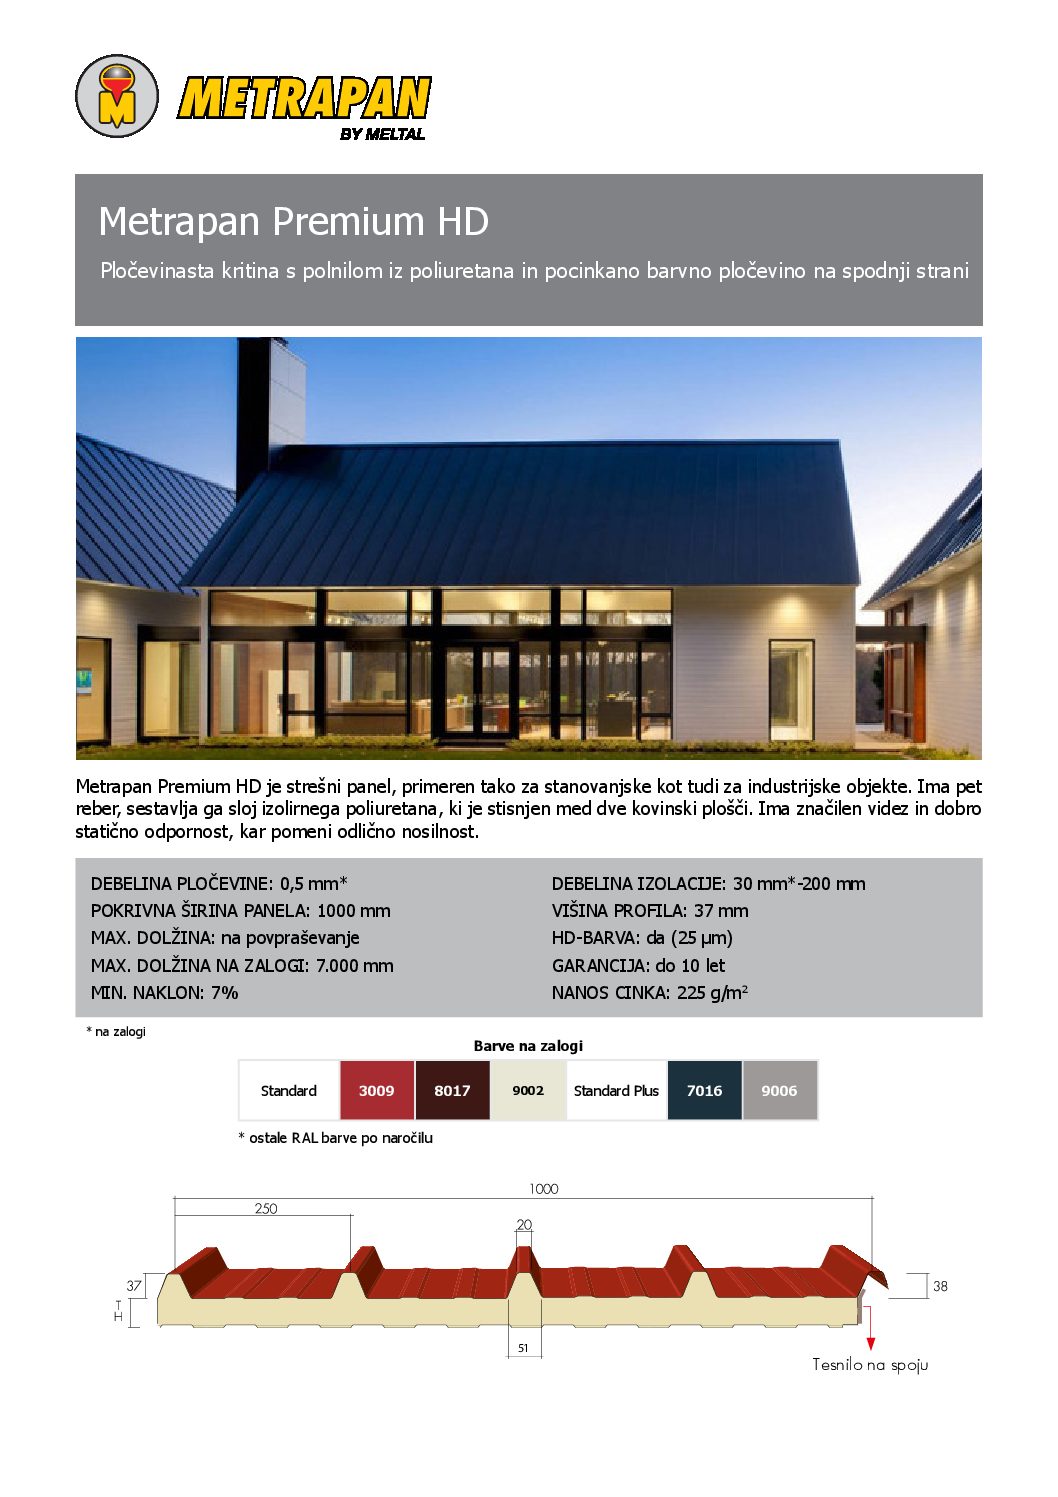 M
METRAPAN
BY MELTAL
Metrapan Premium HD
Pločevinasta kritina s polnilom iz poliuretana in pocinkano barvno pločevino na spodnji strani
Metrapan Premium HD je strešni panel, primeren tako za stanovanjske kot tudi za industrijske objekte. Ima pet
reber, sestavlja ga sloj izolirnega poliuretana, ki je stisnjen med dve kovinski plošči. Ima značilen videz in dobro
statično odpornost, kar pomeni odlično nosilnost.
DEBELINA PLOČEVINE: 0,5 mm*
POKRIVNA ŠIRINA PANELA: 1000 mm
MAX. DOLŽINA: na povpraševanje
MAX. DOLŽINA NA ZALOGI: 7.000 mm
MIN. NAKLON: 7%
DEBELINA IZOLACIJE: 30 mm*-200 mm
VIŠINA PROFILA: 37 mm
HD-BARVA: da (25 µm)
GARANCIJA: do 10 let
NANOS CINKA: 225 g/m²
* na zalogi
Barve na zalogi
Standard 3009 8017 9002 Standard Plus 7016 9006
* ostale RAL barve po naročilu
1000
250
20
37
38
T
H
51
Tesnilo na spoju